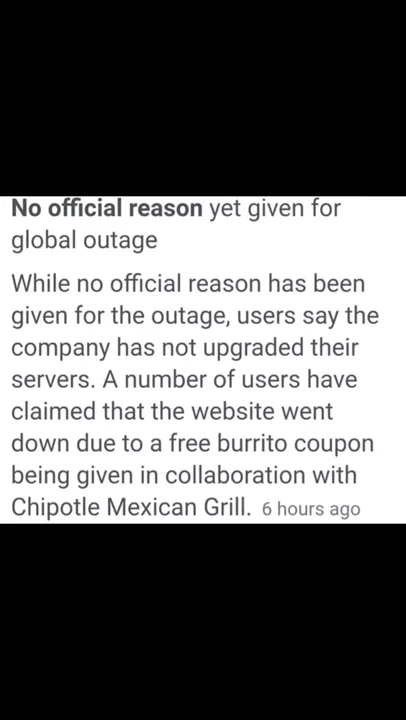 No official reason yet given for
global outage
While no official reason has been
given for the outage, users say the
company has not upgraded their
servers. A number of users have
claimed that the website went
down due to a free burrito coupon
being given in collaboration with
Chipotle Mexican Grill. 6 hours ago